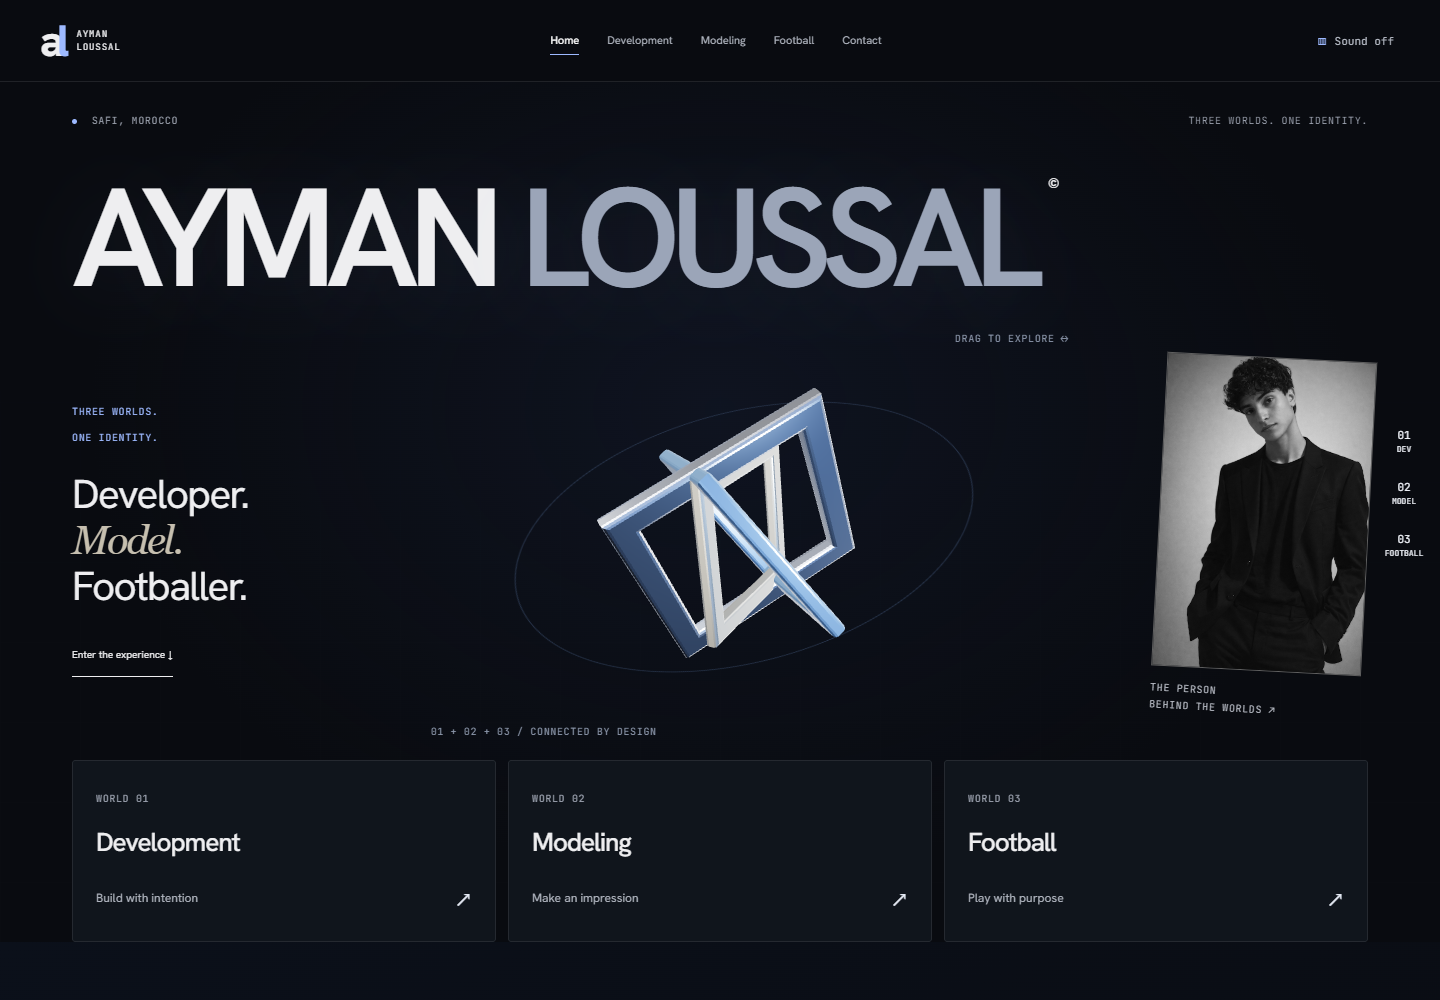 al AYMAN
LOUSSAL
Home Development Modeling Football Contact
Sound off
SAFI, MOROCCO
THREE WORLDS. ONE IDENTITY.
AYMAN LOUSSAL ©
DRAG TO EXPLORE ↔
THREE WORLDS.
ONE IDENTITY.
Developer.
Model.
Footballer.
Enter the experience ↓
01
DEV
02
MODEL
03
FOOTBALL
THE PERSON
BEHIND THE WORLDS ↗
01 + 02 + 03 / CONNECTED BY DESIGN
WORLD 01
Development
Build with intention ↗
WORLD 02
Modeling
Make an impression ↗
WORLD 03
Football
Play with purpose ↗